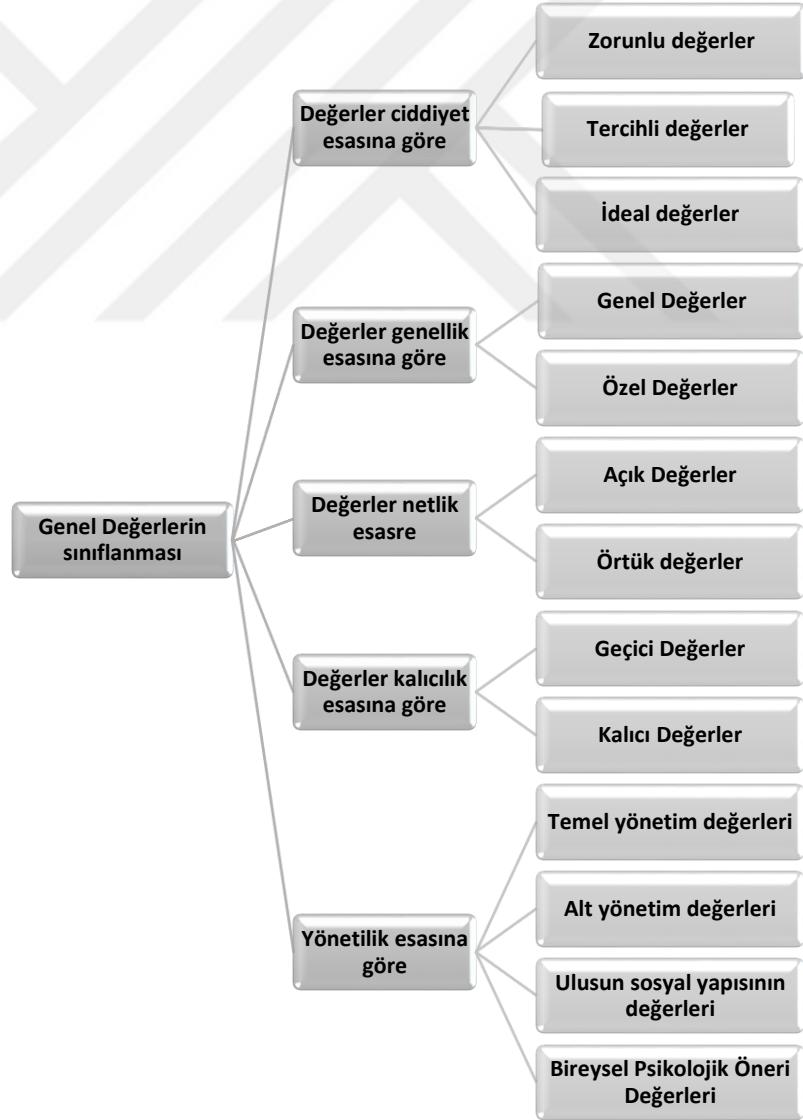 Genel Değerlerin
sınıflanması
Değerler ciddiyet
esasına göre
Zorunlu değerler
Tercihli değerler
İdeal değerler
Değerler genellik
esasına göre
Genel Değerler
Özel Değerler
Değerler netlik
esasre
Açık Değerler
Örtük değerler
Değerler kalıcılık
esasına göre
Geçici Değerler
Kalıcı Değerler
Yönetilik esasına
göre
Temel yönetim değerleri
Alt yönetim değerleri
Ulusun sosyal yapısının
değerleri
Bireysel Psikolojik Öneri
Değerleri